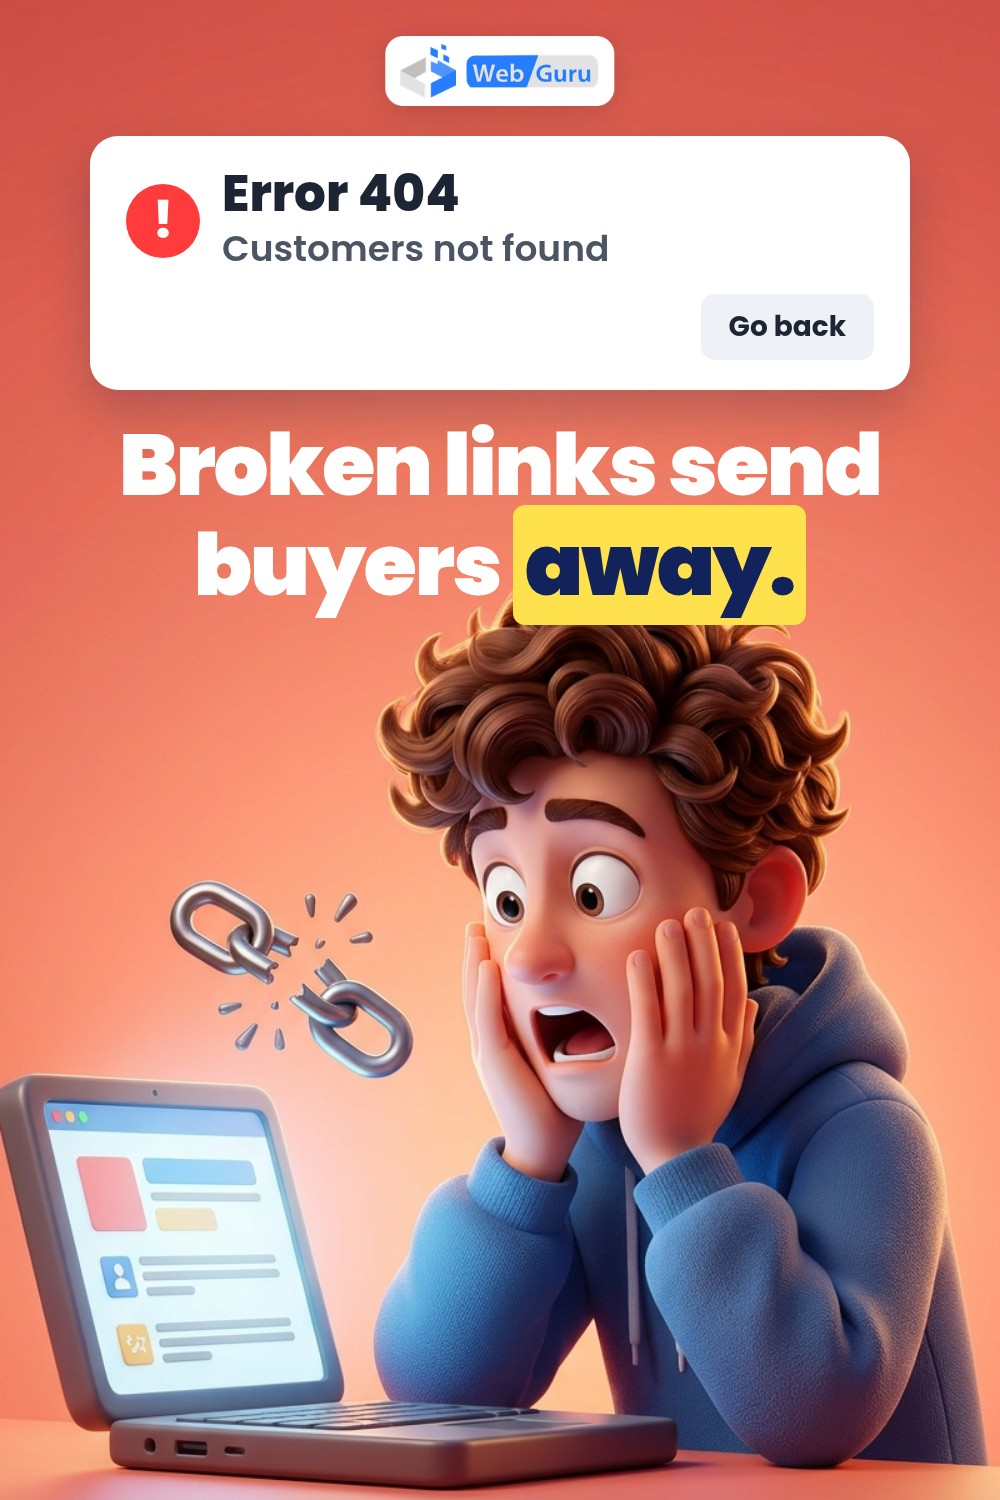 Web Guru
!
Error 404
Customers not found
Go back
Broken links send
buyers away.